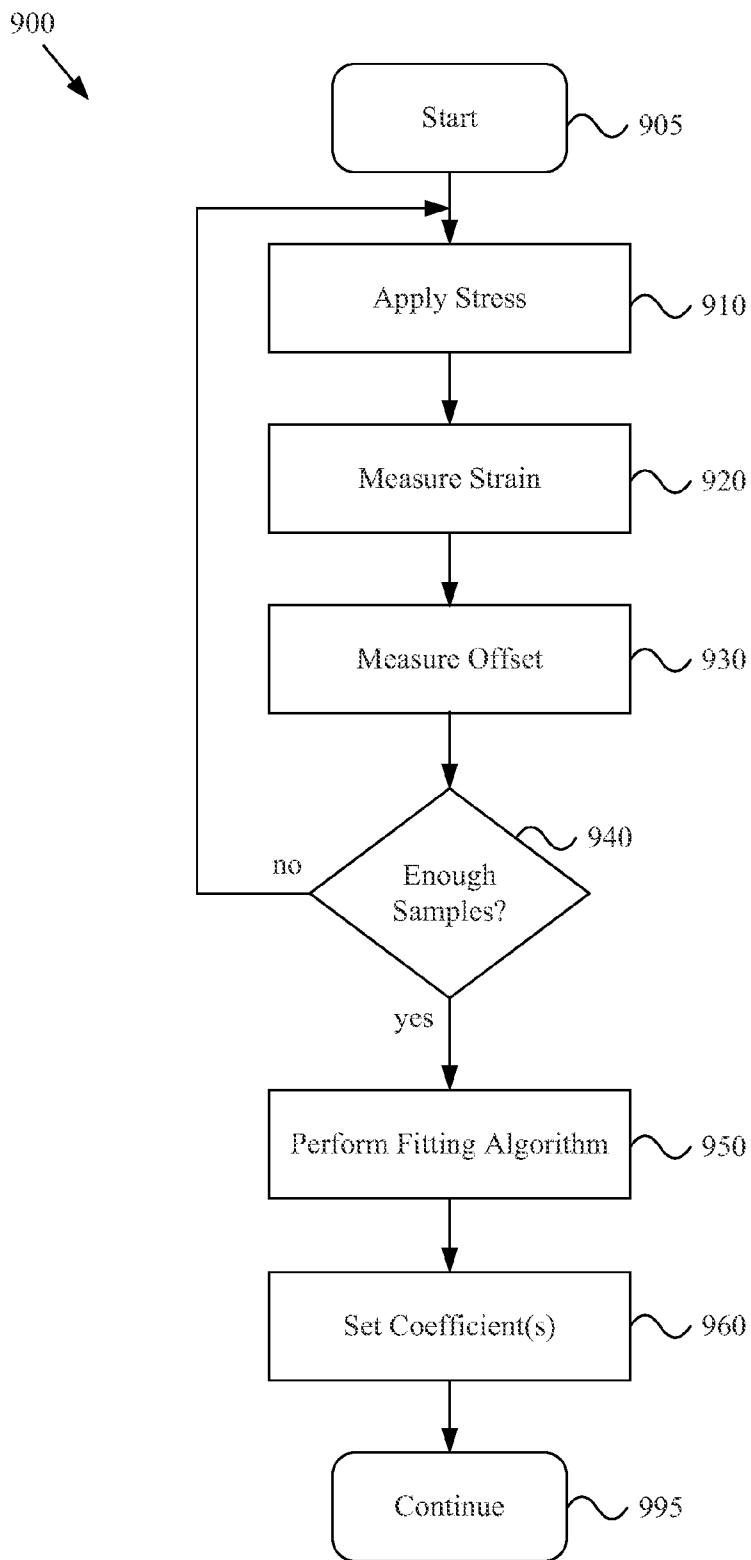 900
Start
905
Apply Stress
910
Measure Strain
920
Measure Offset
930
940
no
Enough
Samples?
yes
Perform Fitting Algorithm
950
Set Coefficient(s)
960
Continue
995